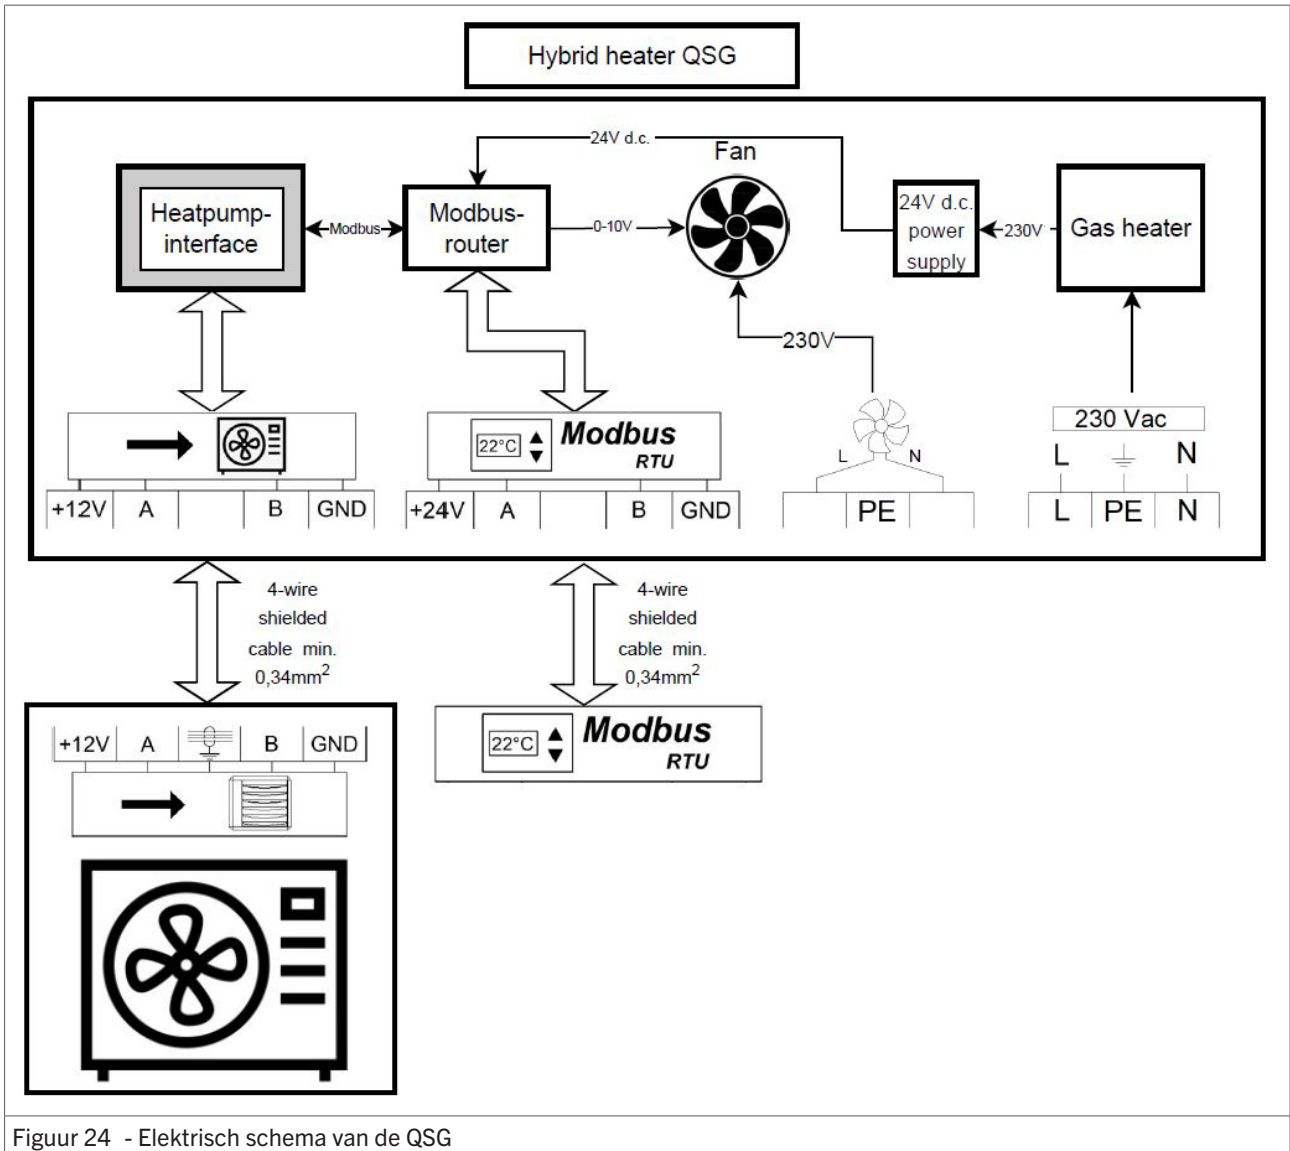 Hybrid heater QSG
24V d.c.
Fan
Heatpump-
interface
Modbus
Modbus-
router
0-10V
24V d.c.
power
supply
230V
Gas heater
230V
22°C
Modbus
RTU
L
N
230 Vac
L
N
+12V
A
B
GND
+24V
A
B
GND
PE
L
PE
N
4-wire
shielded
cable min.
0,34mm²
4-wire
shielded
cable min.
0,34mm²
+12V
A
B
GND
22°C
Modbus
RTU
Figuur 24 - Elektrisch schema van de QSG